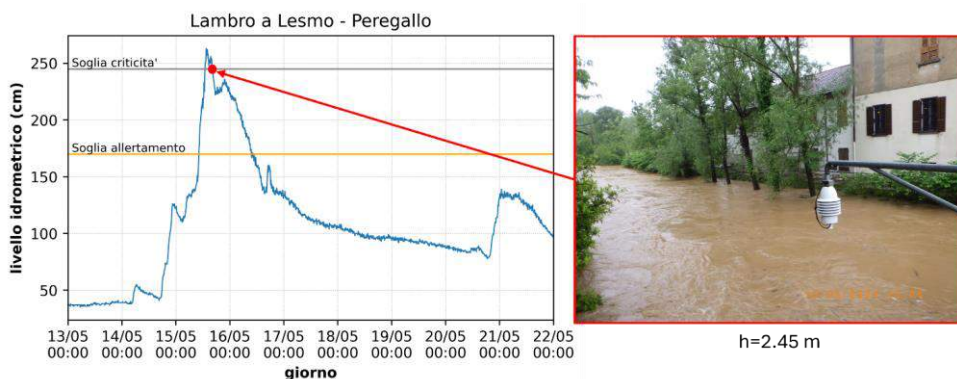 Lambro a Lesmo - Peregallo
livello idrometrico (cm)
250
200
150
100
50
Soglia criticita'
Soglia allertamento
13/05 14/05 15/05 16/05 17/05 18/05 19/05 20/05 21/05 22/05
00:00 00:00 00:00 00:00 00:00 00:00 00:00 00:00 00:00 00:00
giorno
h=2.45 m